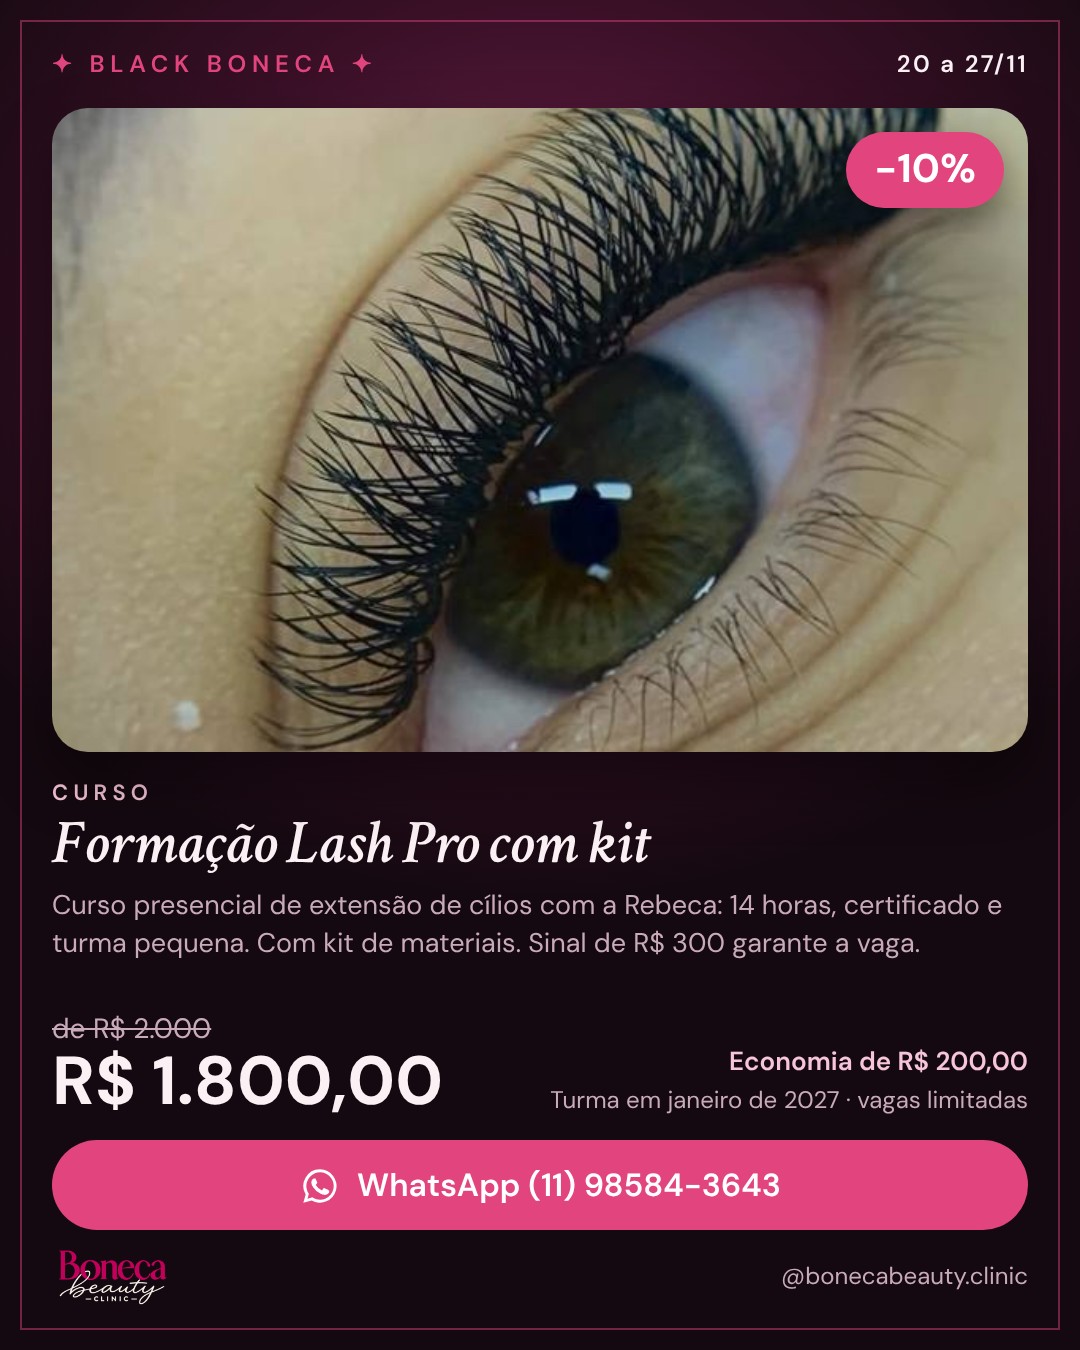 ✦ BLACK BONECA ✦
20 a 27/11
-10%
CURSO
Formação Lash Pro com kit
Curso presencial de extensão de cílios com a Rebeca: 14 horas, certificado e
turma pequena. Com kit de materiais. Sinal de R$ 300 garante a vaga.
de R$ 2.000
R$ 1.800,00
Economia de R$ 200,00
Turma em janeiro de 2027 · vagas limitadas
WhatsApp (11) 98584-3643
Boneca
beauty
CLINIC
@bonecabeauty.clinic